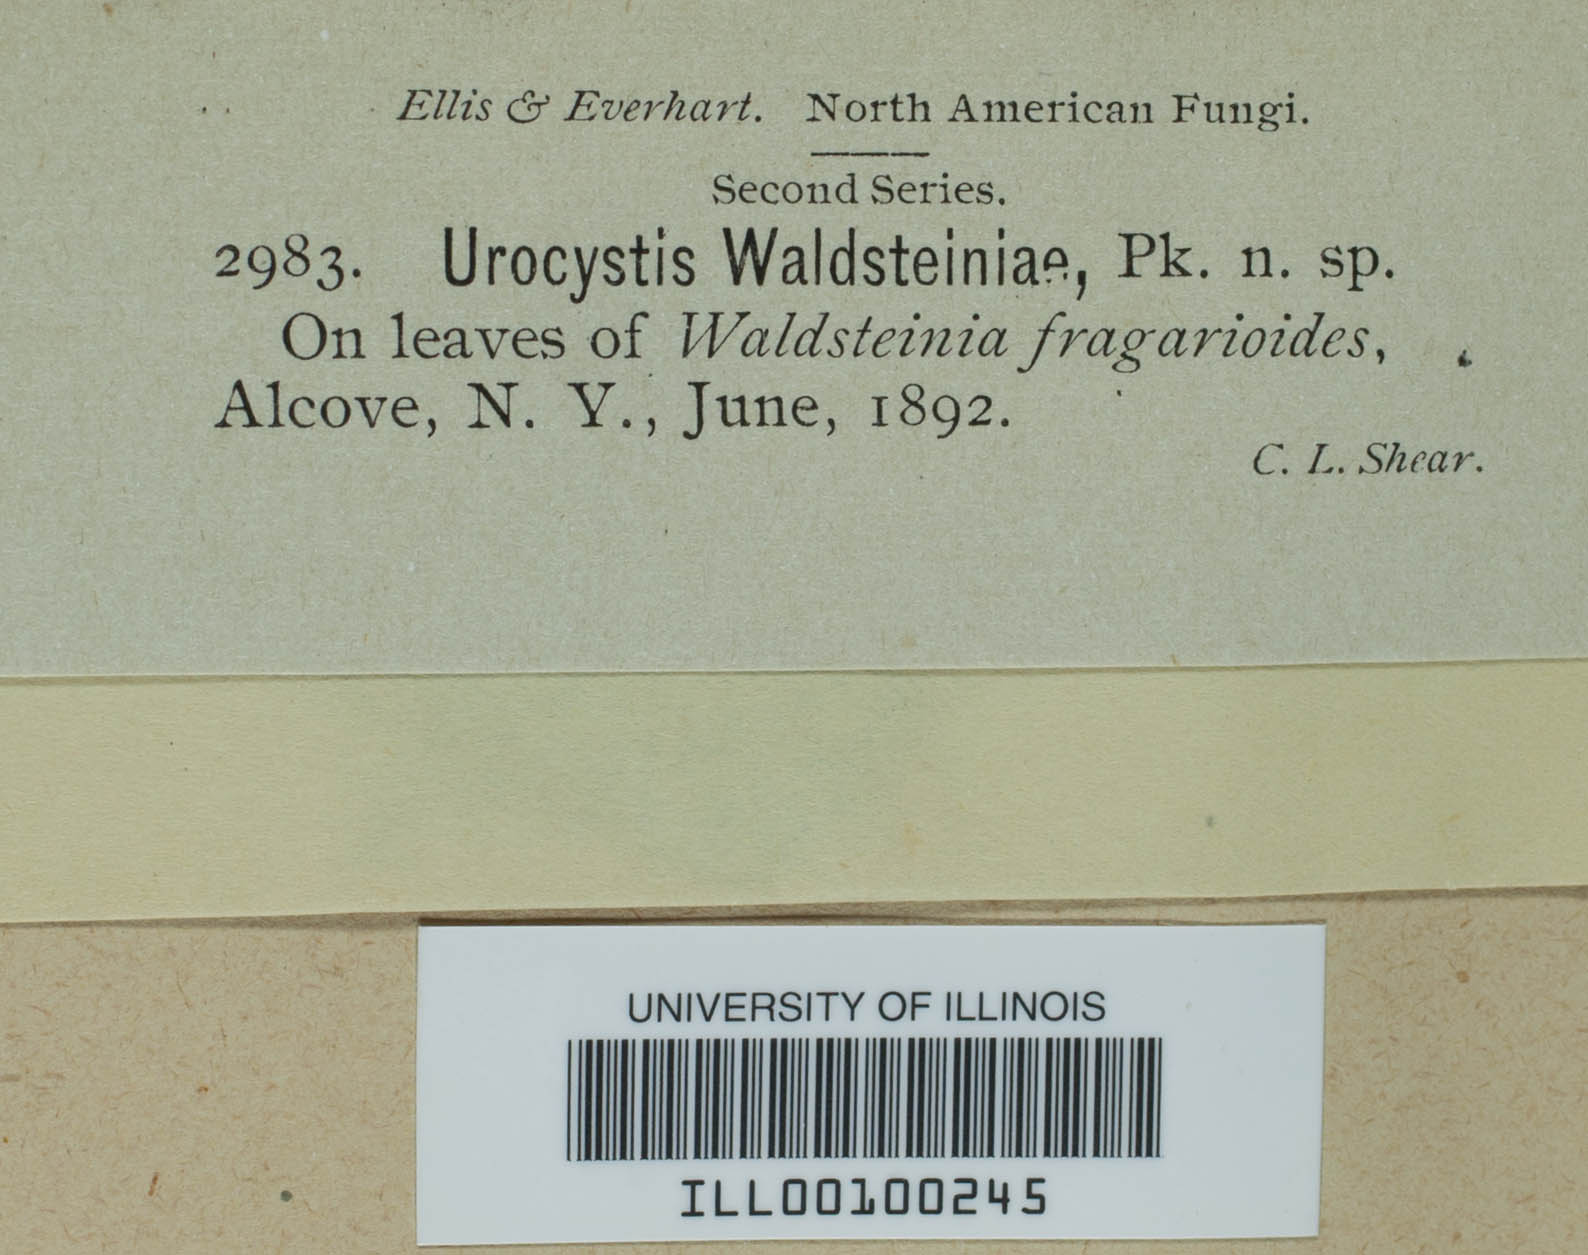 Ellis & Everhart. North American Fungi.
Second Series.
2983. Urocystis Waldsteiniae, Pk. n. sp.
On leaves of Waldsteinia fragarioides,
Alcove, N. Y., June, 1892.
C. L. Shear.
UNIVERSITY OF ILLINOIS
ILL00100245